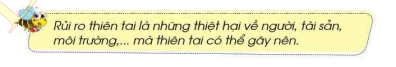 Rủi ro thiên tai là những thiệt hại về người, tài sản,
môi trường,... mà thiên tai có thể gây nên.